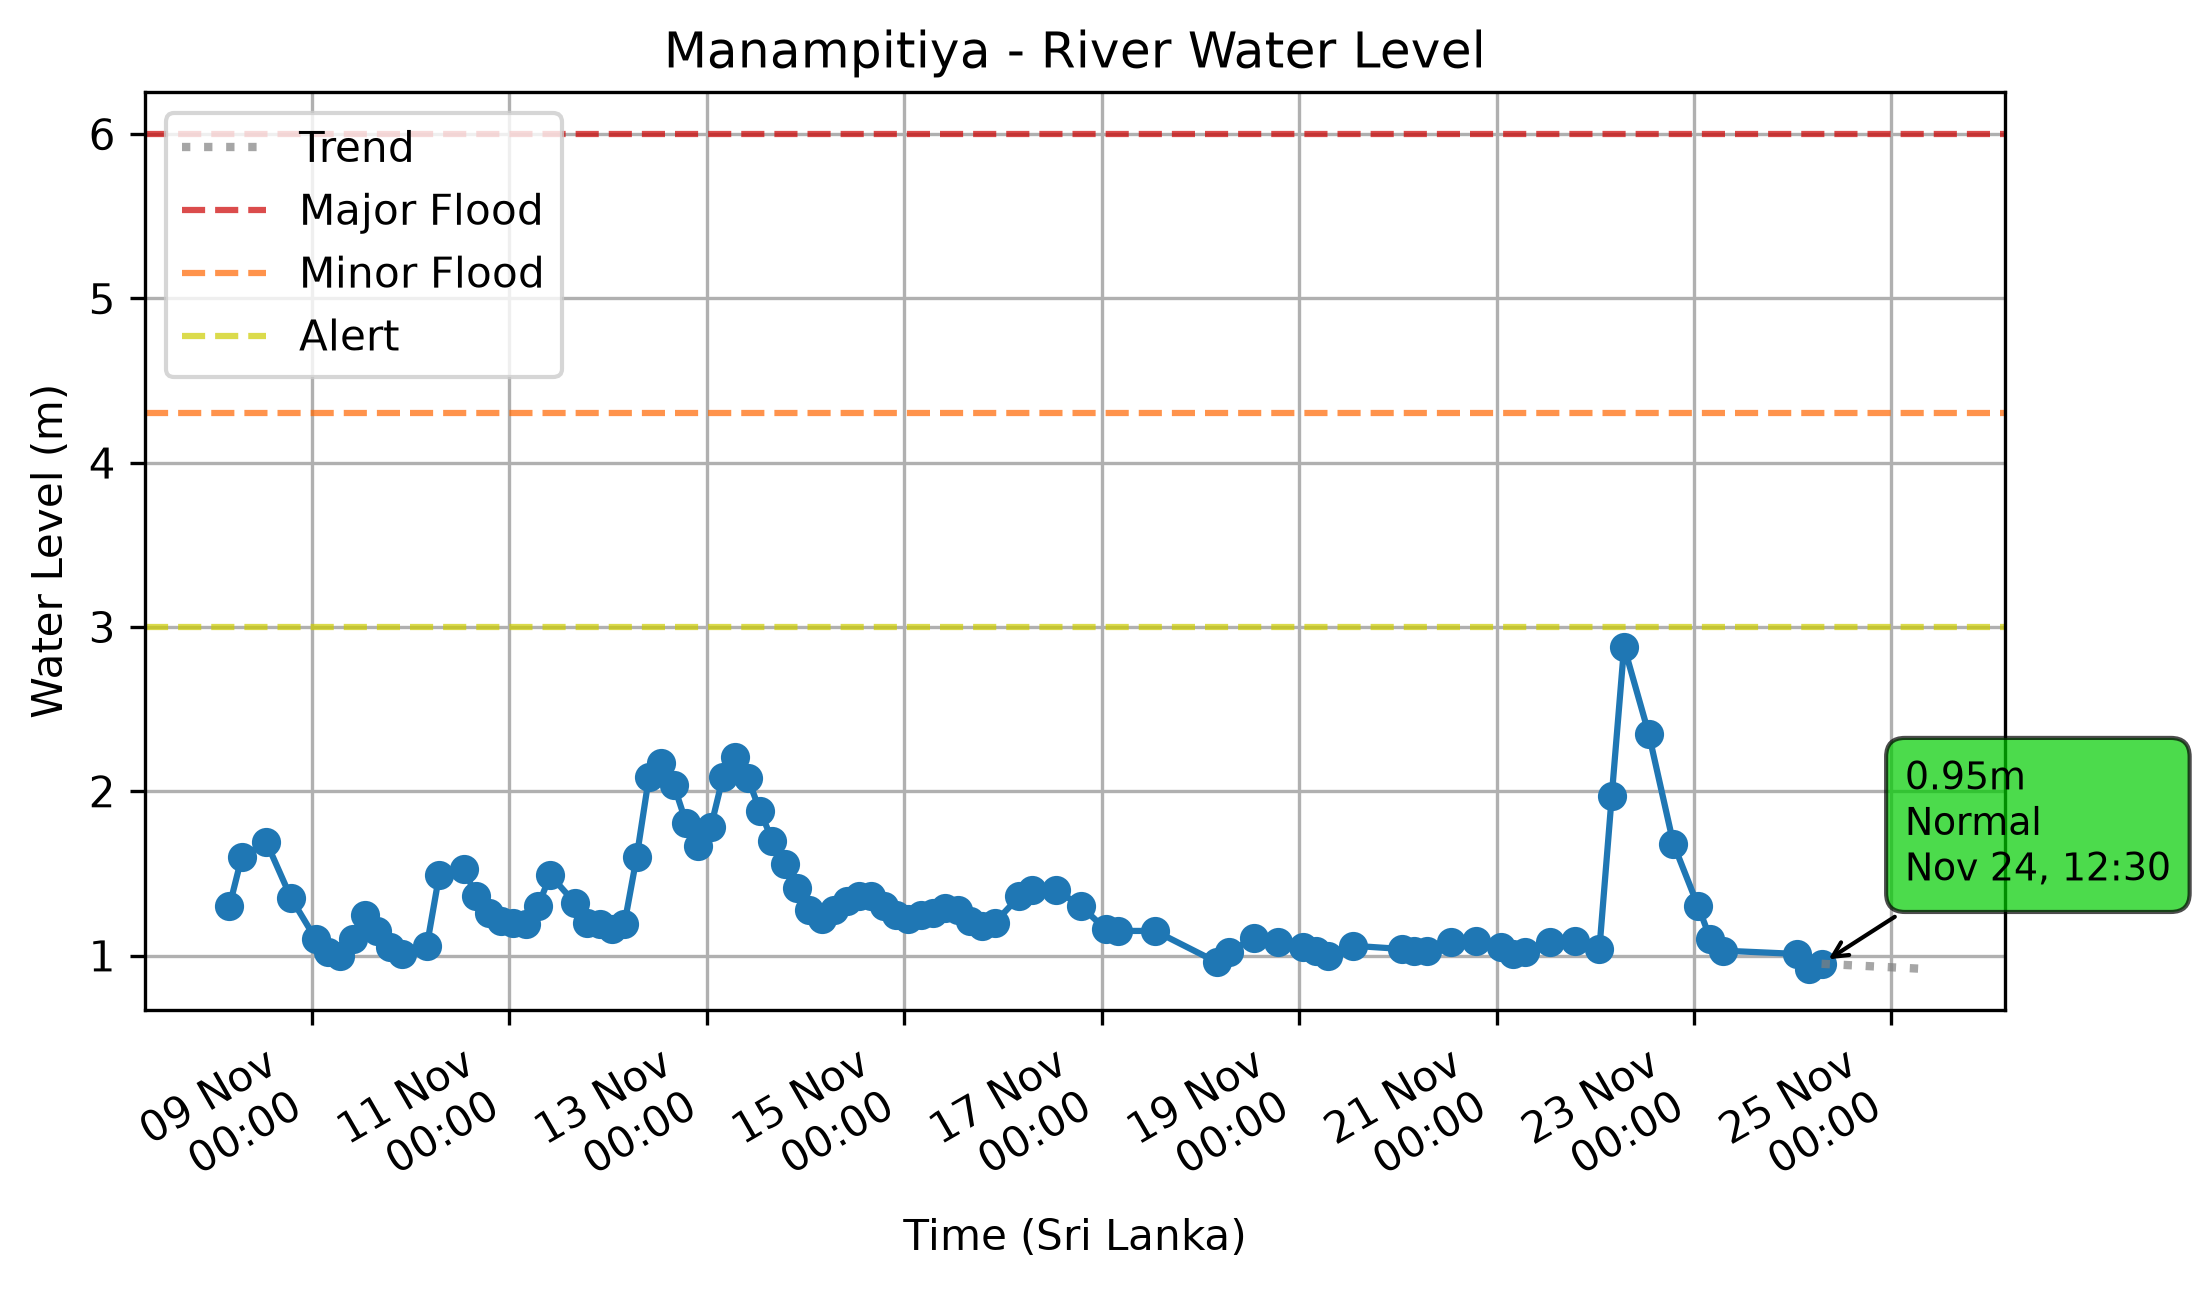 Manampitiya - River Water Level
Trend
Major Flood
Minor Flood
Alert
Water Level (m)
6
5
4
3
2
1
0.95m
Normal
Nov 24, 12:30
09 Nov
00:00
11 Nov
00:00
13 Nov
00:00
15 Nov
00:00
17 Nov
00:00
19 Nov
00:00
21 Nov
00:00
23 Nov
00:00
25 Nov
00:00
Time (Sri Lanka)